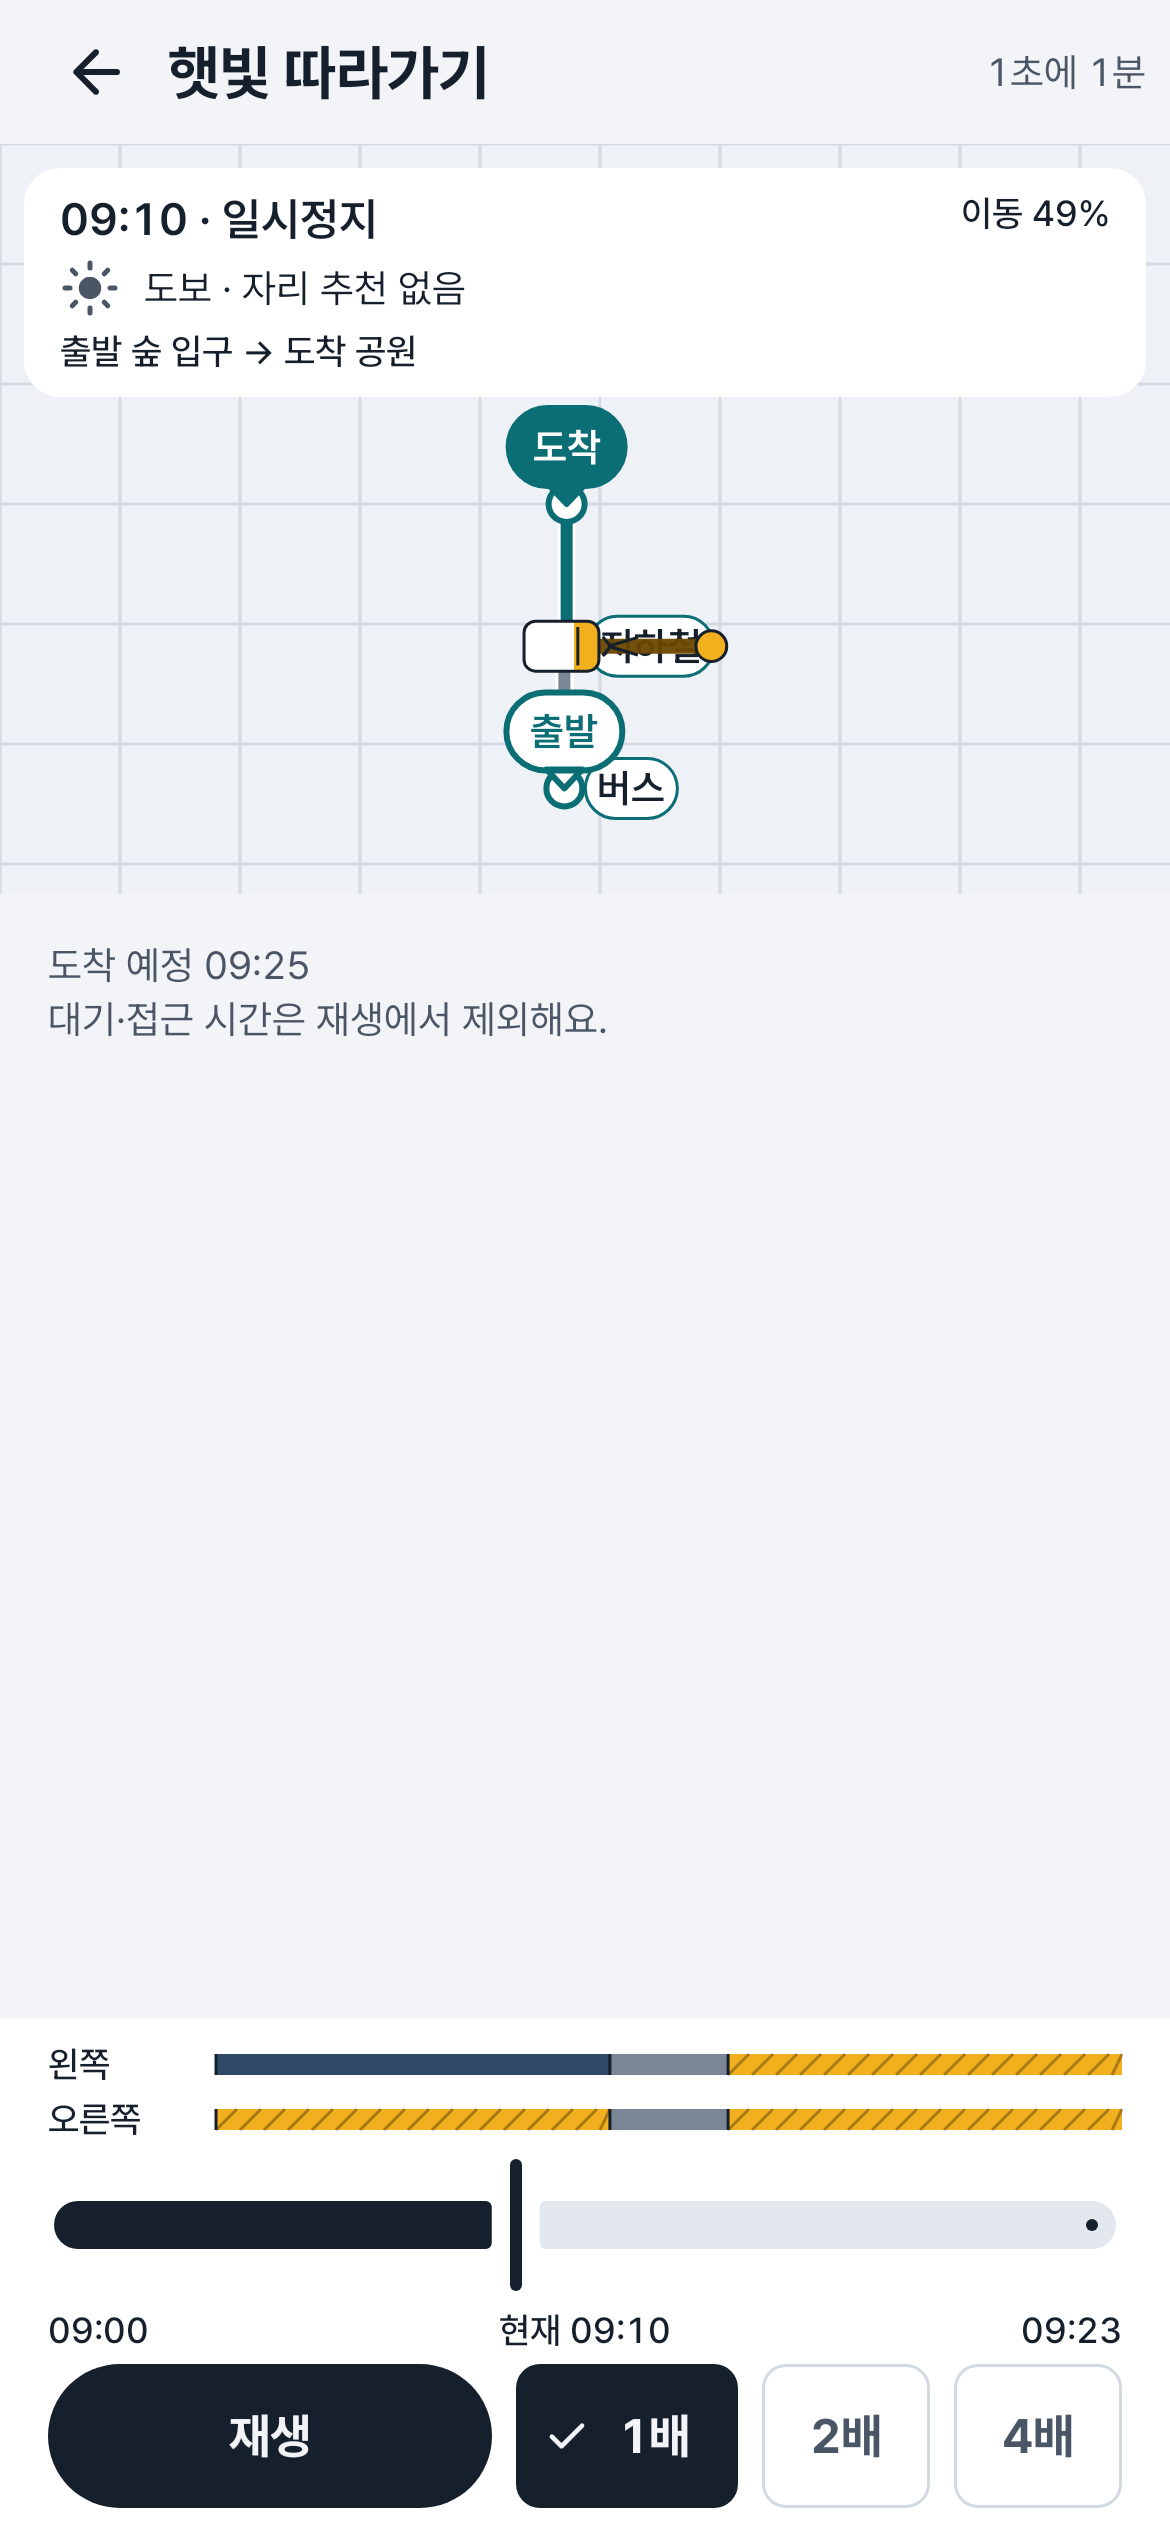 햇빛 따라가기
1초에 1분
09:10 · 일시정지
이동 49%
도보 · 자리 추천 없음
출발 숲 입구 → 도착 공원
도착
출발
버스
도착 예정 09:25
대기·접근 시간은 재생에서 제외해요.
왼쪽
오른쪽
09:00
현재 09:10
09:23
재생
1배
2배
4배